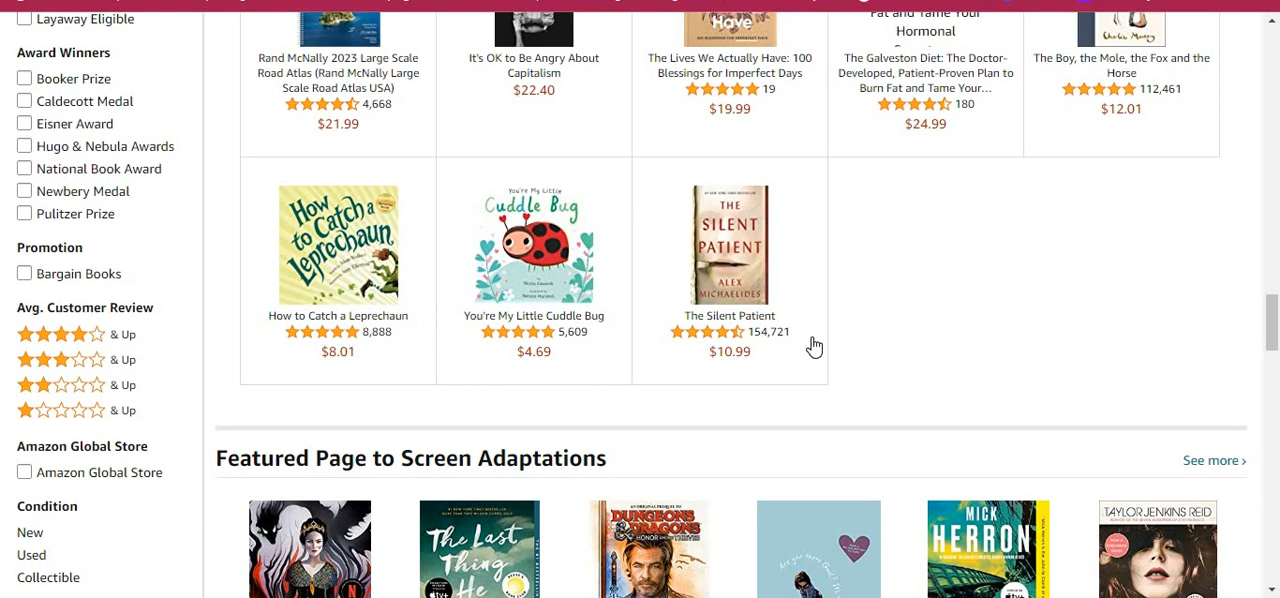 Layaway Eligible
Award Winners
Booker Prize
Caldecott Medal
Eisner Award
Hugo & Nebula Awards
National Book Award
Newbery Medal
Pulitzer Prize
Promotion
Bargain Books
Avg. Customer Review
& Up
& Up
& Up
& Up
Amazon Global Store
Amazon Global Store
Condition
New
Used
Collectible
Rand McNally 2023 Large Scale
Road Atlas (Rand McNally Large
Scale Road Atlas USA)
4,668
$21.99
It's OK to Be Angry About
Capitalism
$22.40
Have
The Lives We Actually Have: 100
Blessings for Imperfect Days
19
$19.99
Fat and Tame Your
Hormonal
The Galveston Diet: The Doctor-
Developed, Patient-Proven Plan to
Burn Fat and Tame Your...
180
$24.99
Charlie Mackesy
The Boy, the Mole, the Fox and the
Horse
112,461
$12.01
How
to Catch a
Leprechaun
How to Catch a Leprechaun
8,888
$8.01
You're My Little
Cuddle Bug
You're My Little Cuddle Bug
5,609
$4.69
THE
SILENT
PATIENT
ALEX
MICHAELIDES
The Silent Patient
154,721
$10.99
Featured Page to Screen Adaptations
See more ›
N
The Last
Thing
He
tv+
DUNGEONS
& DRAGONS
HONOR AMONG THIEVES
MICK
HERRON
tv+
TAYLOR JENKINS REID